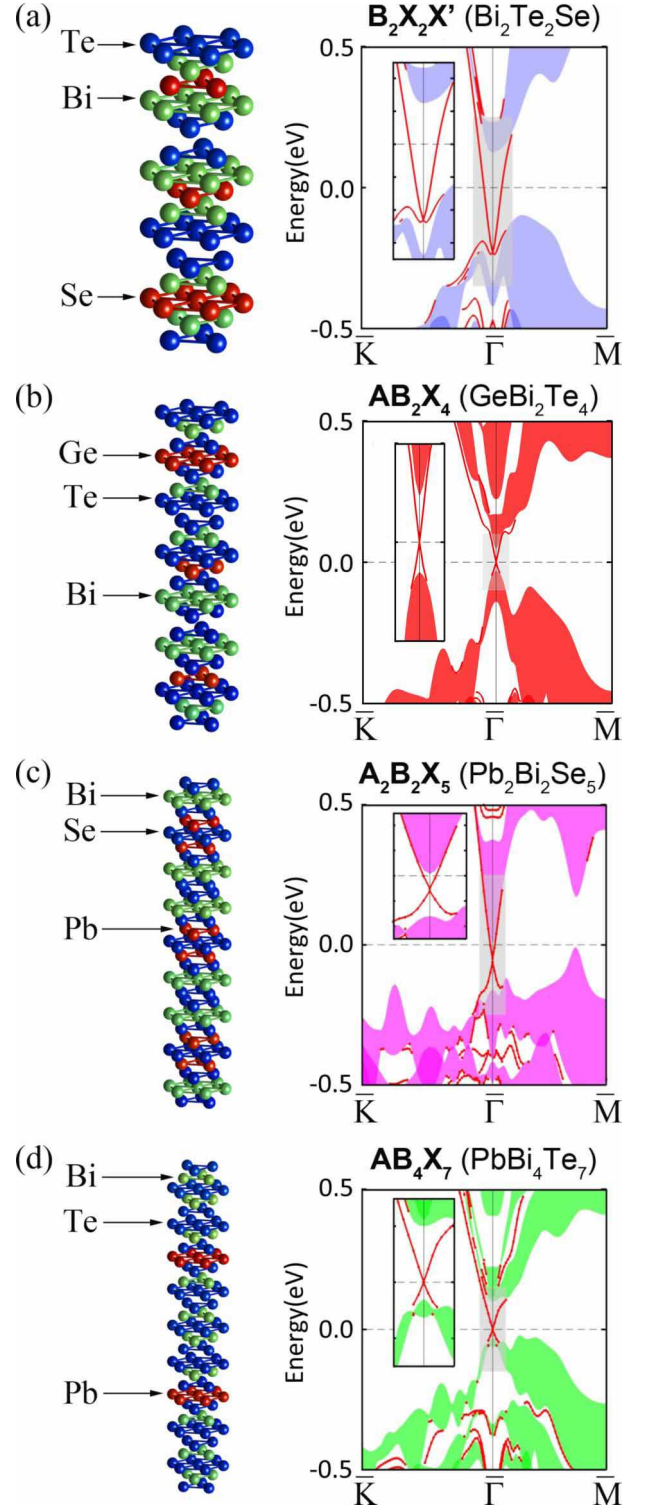 (a)
B₂X₂X' (Bi₂Te₂Se)
Te
Bi
Se
Energy(eV)
0.5
0.0
-0.5
K̅ Γ̅ M̅
(b)
AB₂X₄ (GeBi₂Te₄)
Ge
Te
Bi
Energy(eV)
0.5
0.0
-0.5
K̅ Γ̅ M̅
(c)
A₂B₂X₅ (Pb₂Bi₂Se₅)
Bi
Se
Pb
Energy(eV)
0.5
0.0
-0.5
K̅ Γ̅ M̅
(d)
AB₄X₇ (PbBi₄Te₇)
Bi
Te
Pb
Energy(eV)
0.5
0.0
-0.5
K̅ Γ̅ M̅